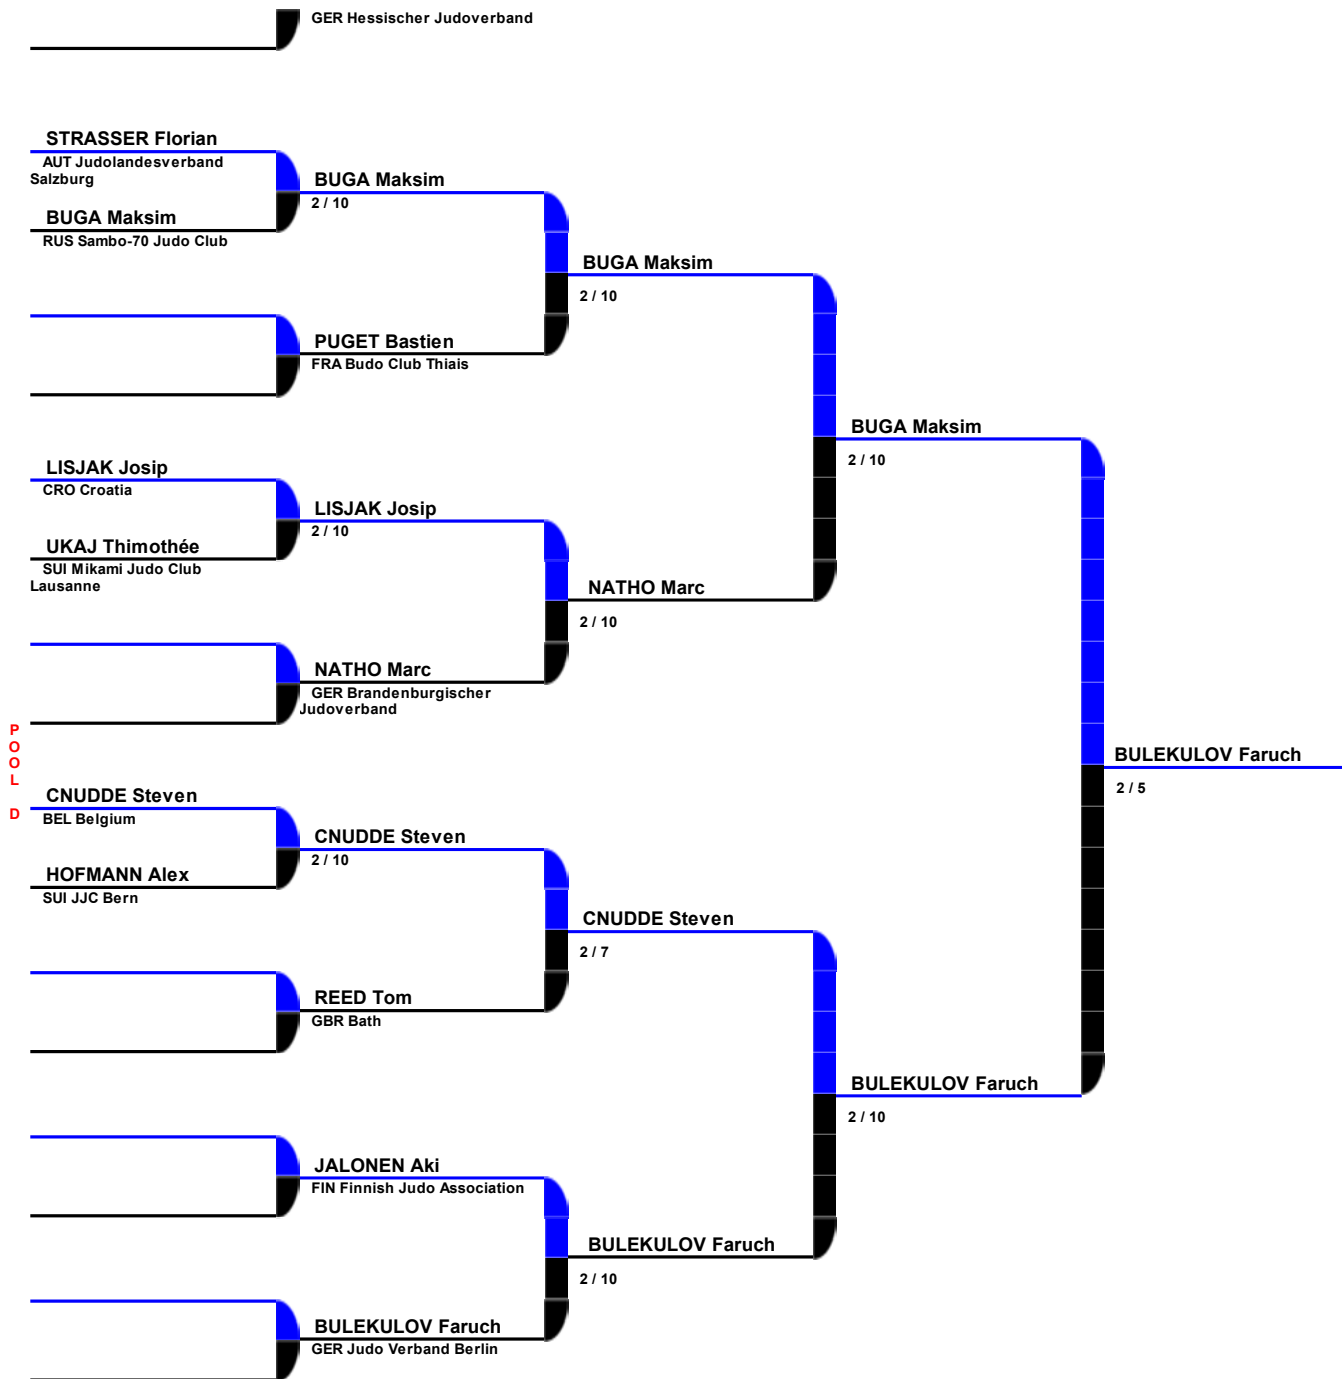 GER Hessischer Judoverband
STRASSER Florian
AUT Judolandesverband
Salzburg
BUGA Maksim
2 / 10
BUGA Maksim
RUS Sambo-70 Judo Club
BUGA Maksim
2 / 10
PUGET Bastien
FRA Budo Club Thiais
BUGA Maksim
2 / 10
LISJAK Josip
CRO Croatia
LISJAK Josip
2 / 10
UKAJ Thimothée
SUI Mikami Judo Club
Lausanne
NATHO Marc
2 / 10
NATHO Marc
GER Brandenburgischer
Judoverband
P
O
O
L
D
BULEKULOV Faruch
2 / 5
CNUDDE Steven
BEL Belgium
CNUDDE Steven
2 / 10
HOFMANN Alex
SUI JJC Bern
CNUDDE Steven
2 / 7
REED Tom
GBR Bath
BULEKULOV Faruch
2 / 10
JALONEN Aki
FIN Finnish Judo Association
BULEKULOV Faruch
2 / 10
BULEKULOV Faruch
GER Judo Verband Berlin